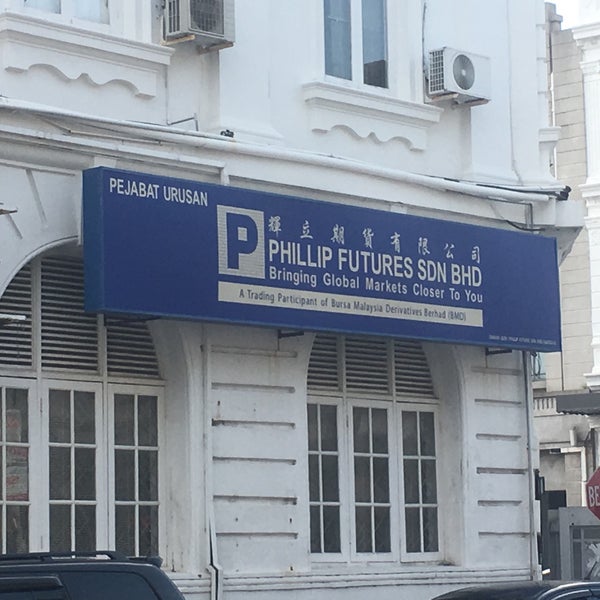 PEJABAT URUSAN
P
輝立期貨有限公司
PHILLIP FUTURES SDN BHD
Bringing Global Markets Closer To You
A Trading Participant of Bursa Malaysia Derivatives Berhad (BMD)
BE